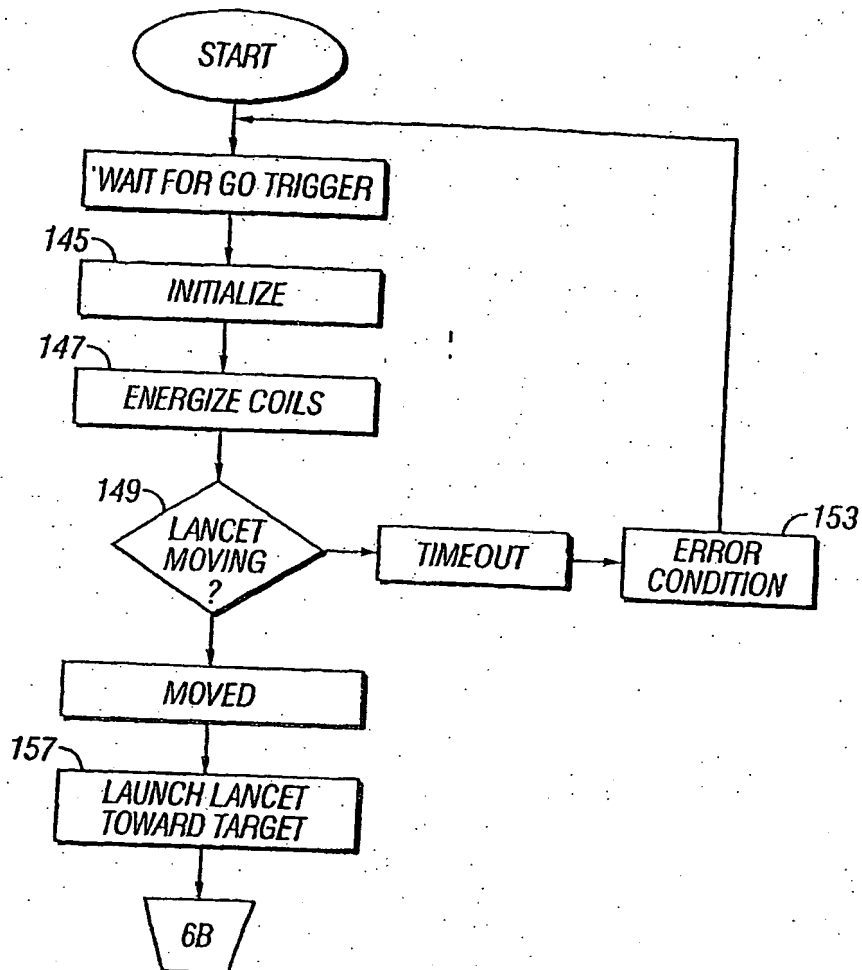 START
WAIT FOR GO TRIGGER
145
INITIALIZE
147
ENERGIZE COILS
149
LANCET
MOVING
?
TIMEOUT
ERROR
CONDITION
153
MOVED
157
LAUNCH LANCET
TOWARD TARGET
6B